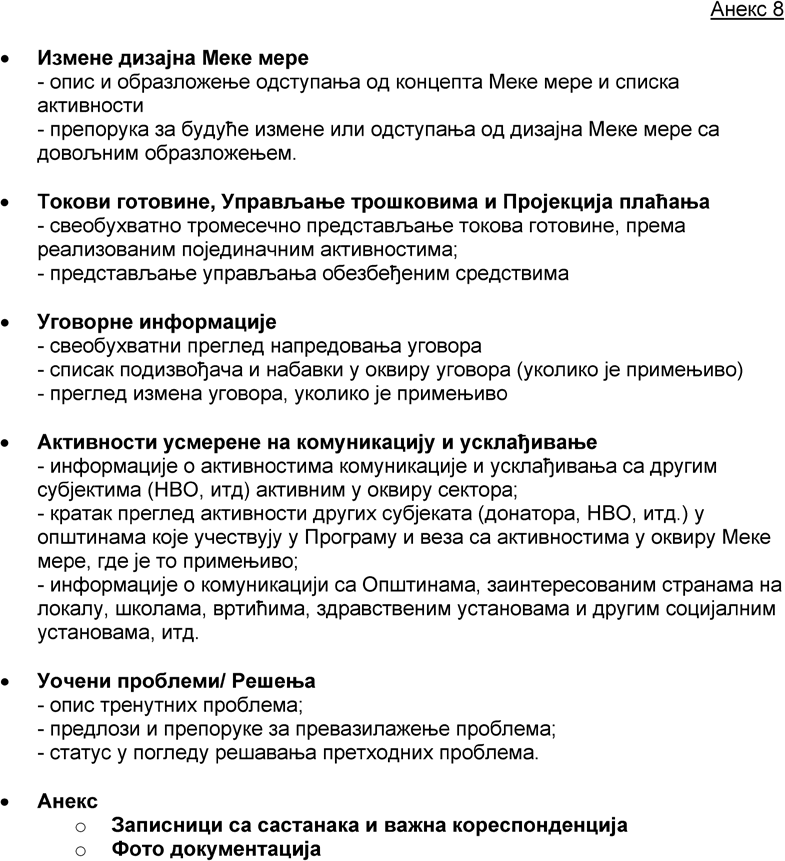 Анекс 8
• Измене дизајна Меке мере
- опис и образложење одступања од концепта Меке мере и списка
активности
- препорука за будуће измене или одступања од дизајна Меке мере са
довољним образложењем.
• Токови готовине, Управљање трошковима и Пројекција плаћања
- свеобухватно тромесечно представљање токова готовине, према
реализованим појединачним активностима;
- представљање управљања обезбеђеним средствима
• Уговорне информације
- свеобухватни преглед напредовања уговора
- списак подизвођача и набавки у оквиру уговора (уколико је примењиво)
- преглед измена уговора, уколико је примењиво
• Активности усмерене на комуникацију и усклађивање
- информације о активностима комуникације и усклађивања са другим
субјектима (НВО, итд) активним у оквиру сектора;
- кратак преглед активности других субјеката (донатора, НВО, итд.) у
општинама које учествују у Програму и веза са активностима у оквиру Меке
мере, где је то примењиво;
- информације о комуникацији са Општинама, заинтересованим странама на
локалу, школама, вртићима, здравственим установама и другим социјалним
установама, итд.
• Уочени проблеми/ Решења
- опис тренутних проблема;
- предлози и препоруке за превазилажење проблема;
- статус у погледу решавања претходних проблема.
• Анекс
o Записници са састанака и важна кореспонденција
o Фото документација